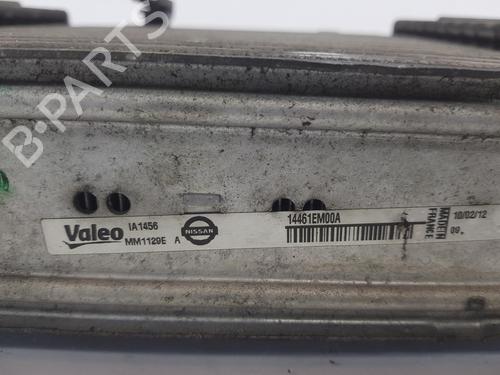 B-PARTS
Valeo
IA1456
MM1129E A
NISSAN
14461EM00A
MADE IN
FRANCE
10/02/12
09